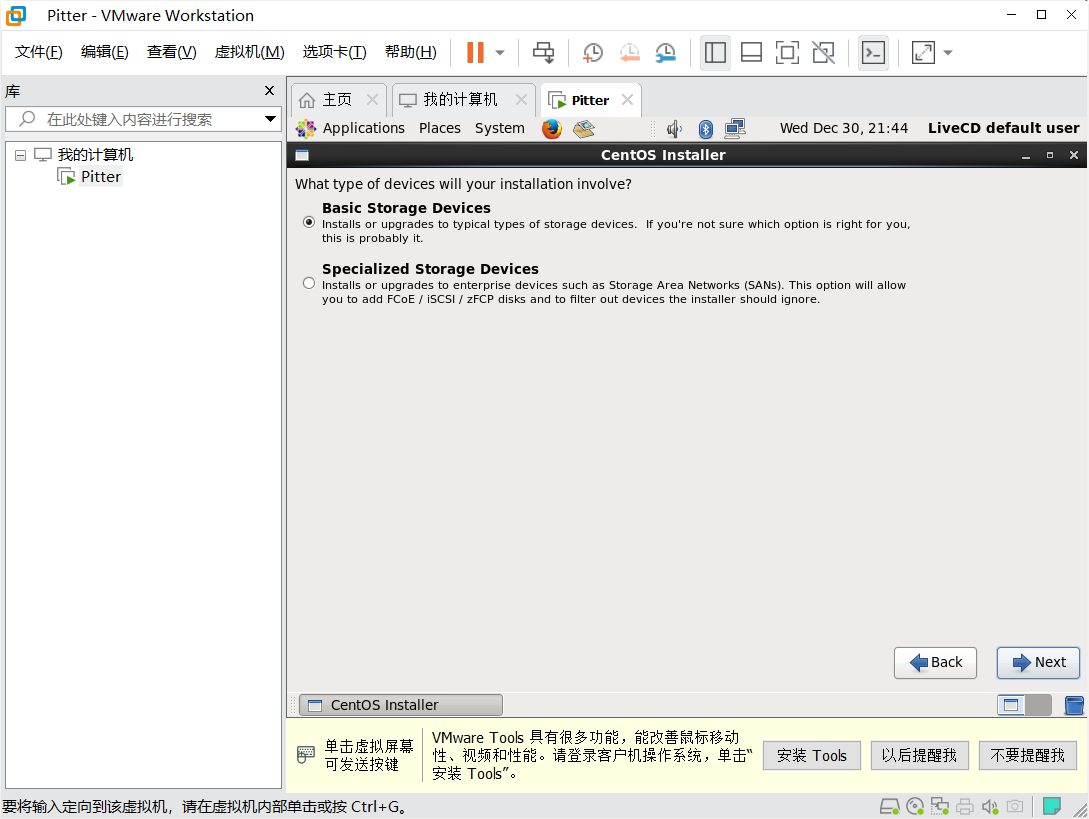 Pitter - VMware Workstation
文件(F) 编辑(E) 查看(V) 虚拟机(M) 选项卡(T) 帮助(H)
库
在此处键入内容进行搜索
我的计算机
Pitter
主页 我的计算机 Pitter
Applications Places System Wed Dec 30, 21:44 LiveCD default user
CentOS Installer
What type of devices will your installation involve?
Basic Storage Devices
Installs or upgrades to typical types of storage devices. If you're not sure which option is right for you,
this is probably it.
Specialized Storage Devices
Installs or upgrades to enterprise devices such as Storage Area Networks (SANs). This option will allow
you to add FCoE / iSCSI / zFCP disks and to filter out devices the installer should ignore.
Back Next
CentOS Installer
单击虚拟屏幕
可发送按键
VMware Tools 具有很多功能，能改善鼠标移动
性、视频和性能。请登录客户机操作系统，单击“
安装 Tools”。
安装 Tools 以后提醒我 不要提醒我
要将输入定向到该虚拟机，请在虚拟机内部单击或按 Ctrl+G。